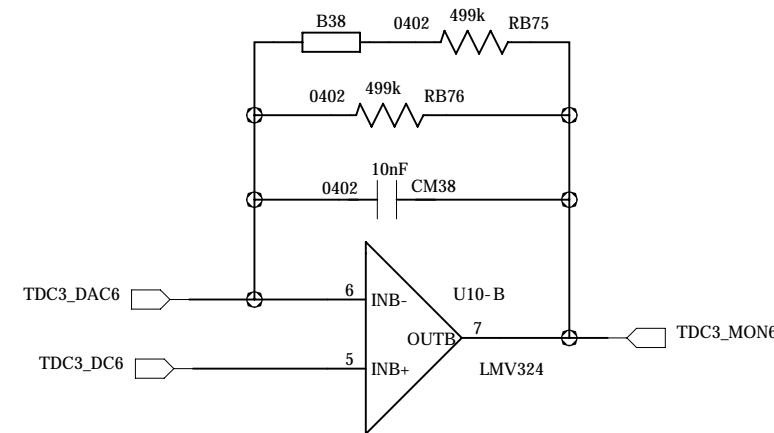 B38 0402 499k RB75
0402 499k RB76
0402 10nF CM38
TDC3_DAC6 6 INB- U10-B
OUTB 7 TDC3_MON6
TDC3_DC6 5 INB+ LMV324